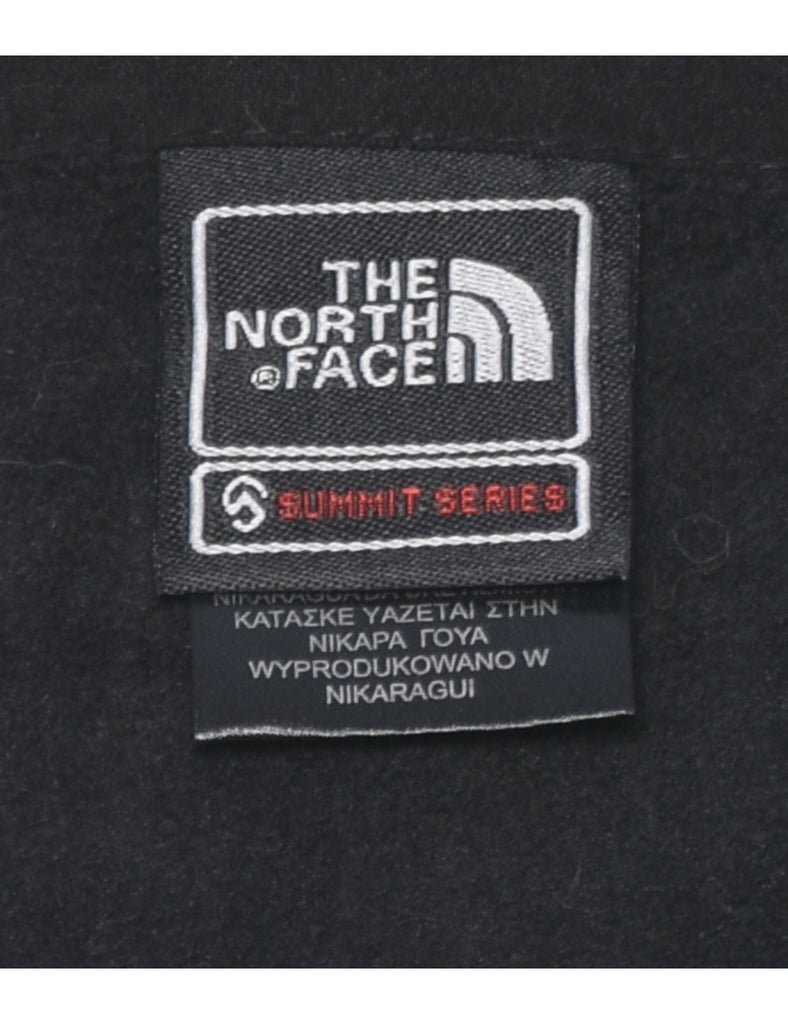 THE
NORTH
® FACE
SUMMIT SERIES
ΚΑΤΑΣΚΕ ΥΑΖΕΤΑΙ ΣΤΗΝ
ΝΙΚΑΡΑ ΓΟΥΑ
WYPRODUKOWANO W
NIKARAGUI